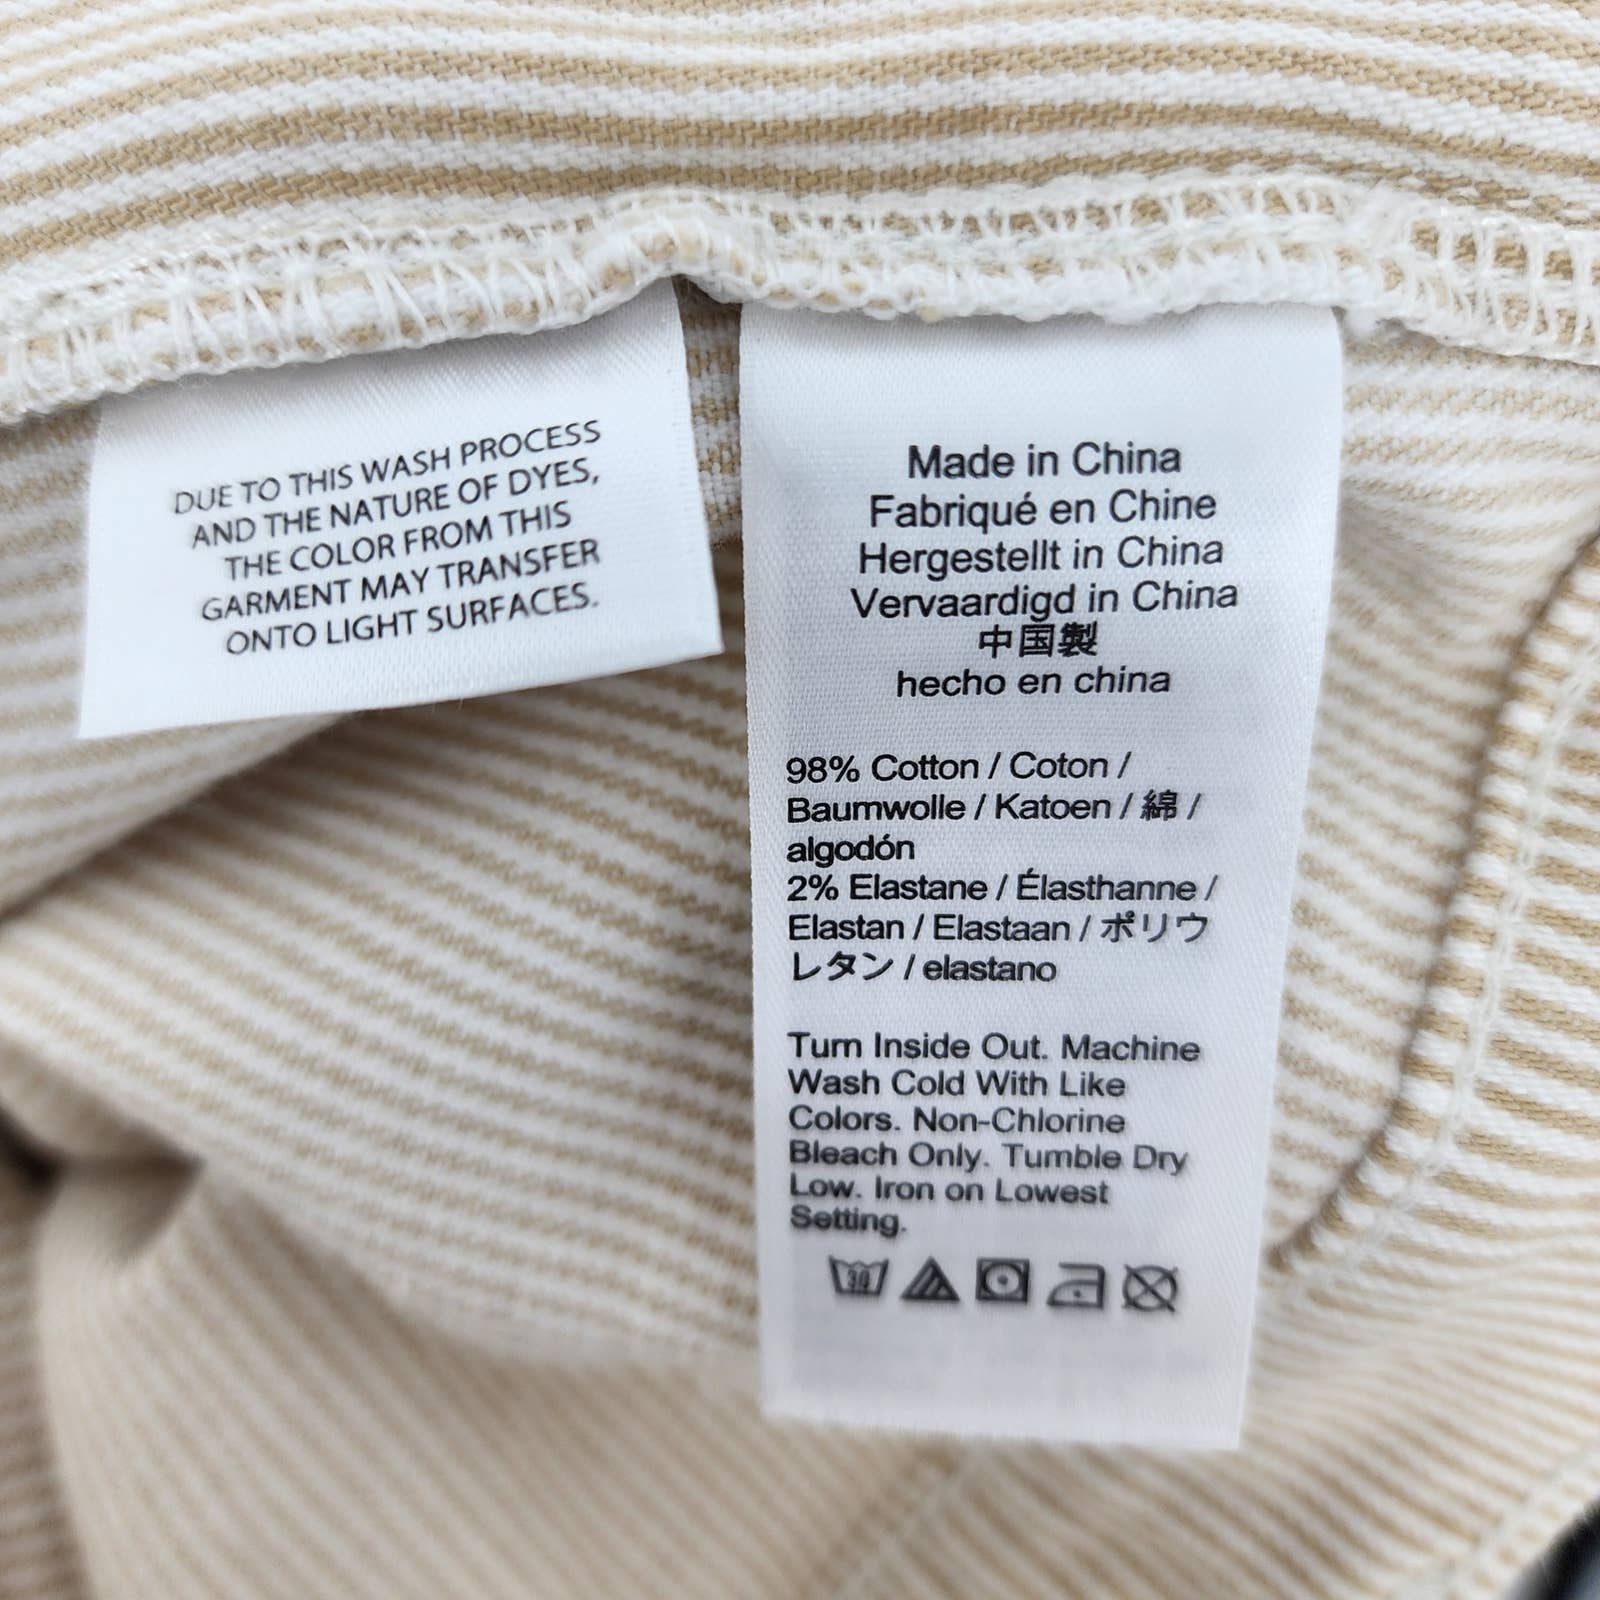 DUE TO THIS WASH PROCESS
AND THE NATURE OF DYES,
THE COLOR FROM THIS
GARMENT MAY TRANSFER
ONTO LIGHT SURFACES.
Made in China
Fabriqué en Chine
Hergestellt in China
Vervaardigd in China
中国製
hecho en china
98% Cotton / Coton /
Baumwolle / Katoen / 綿 /
algodón
2% Elastane / Élasthanne /
Elastan / Elastaan / ポリウ
レタン / elastano
Turn Inside Out. Machine
Wash Cold With Like
Colors. Non-Chlorine
Bleach Only. Tumble Dry
Low. Iron on Lowest
Setting.
30